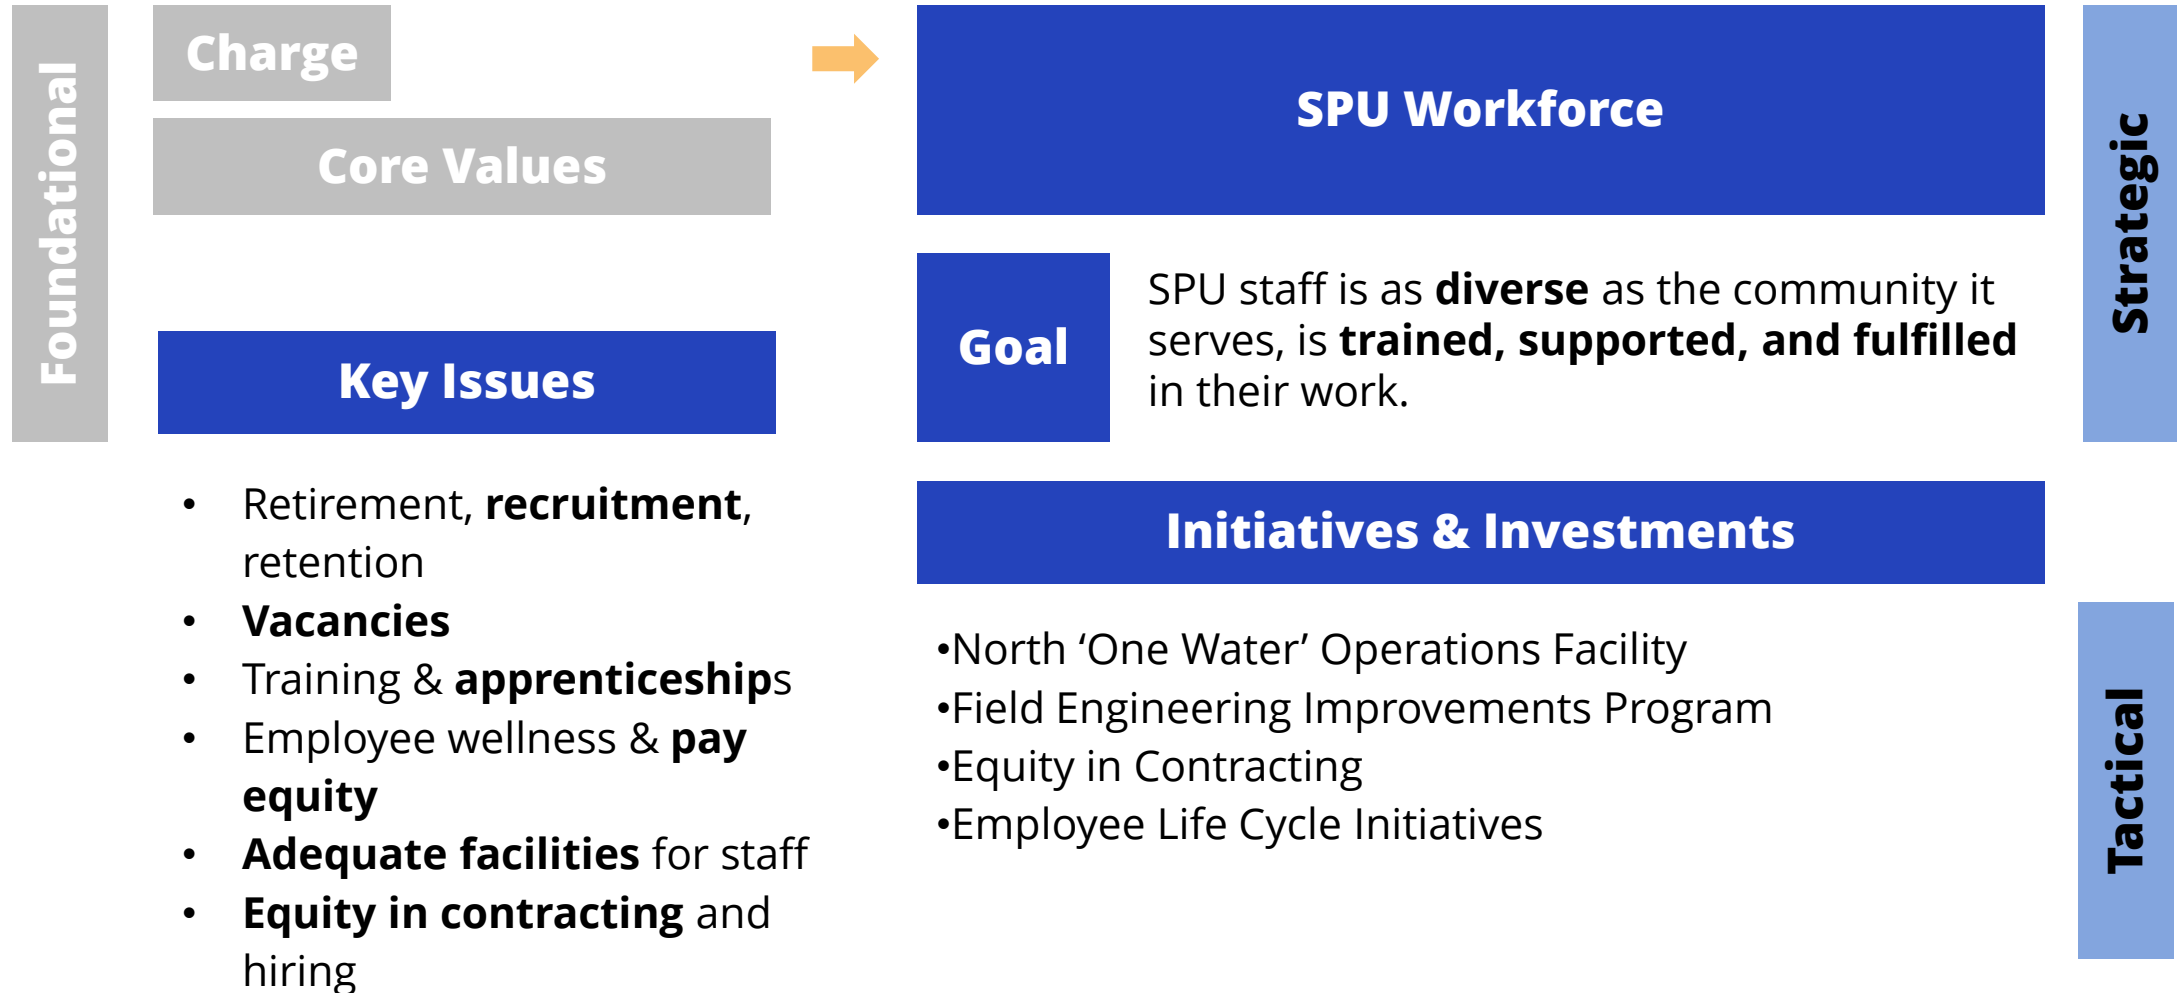 Foundational
Charge
Core Values
Key Issues
• Retirement, recruitment,
retention
• Vacancies
• Training & apprenticeships
• Employee wellness & pay
equity
• Adequate facilities for staff
• Equity in contracting and
hiring
SPU Workforce
Goal
SPU staff is as diverse as the community it
serves, is trained, supported, and fulfilled
in their work.
Initiatives & Investments
•North ‘One Water’ Operations Facility
•Field Engineering Improvements Program
•Equity in Contracting
•Employee Life Cycle Initiatives
Strategic
Tactical